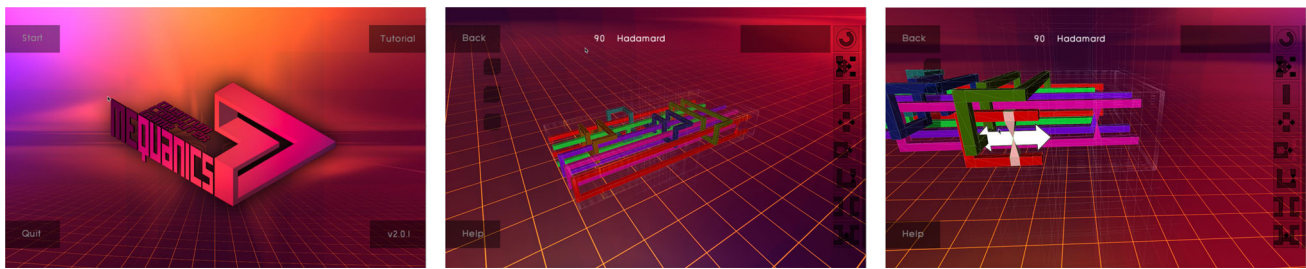 Start
Tutorial
meQuanics
Quit
v2.0.1
Back
90 Hadamard
Help
Back
90 Hadamard
Help